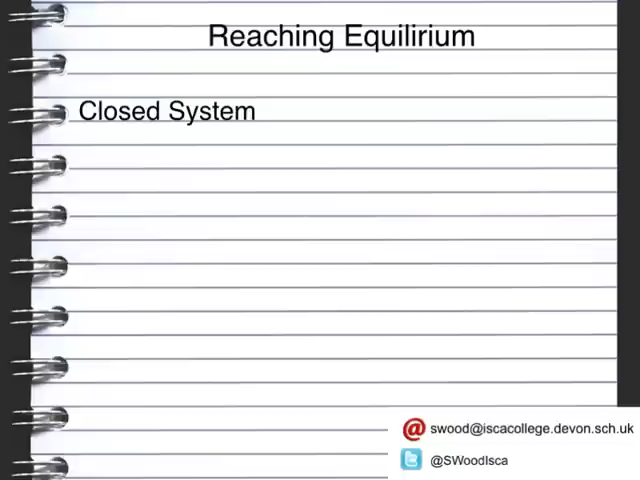 Reaching Equilirium
Closed System
swood@iscacollege.devon.sch.uk
@SWoodIsca